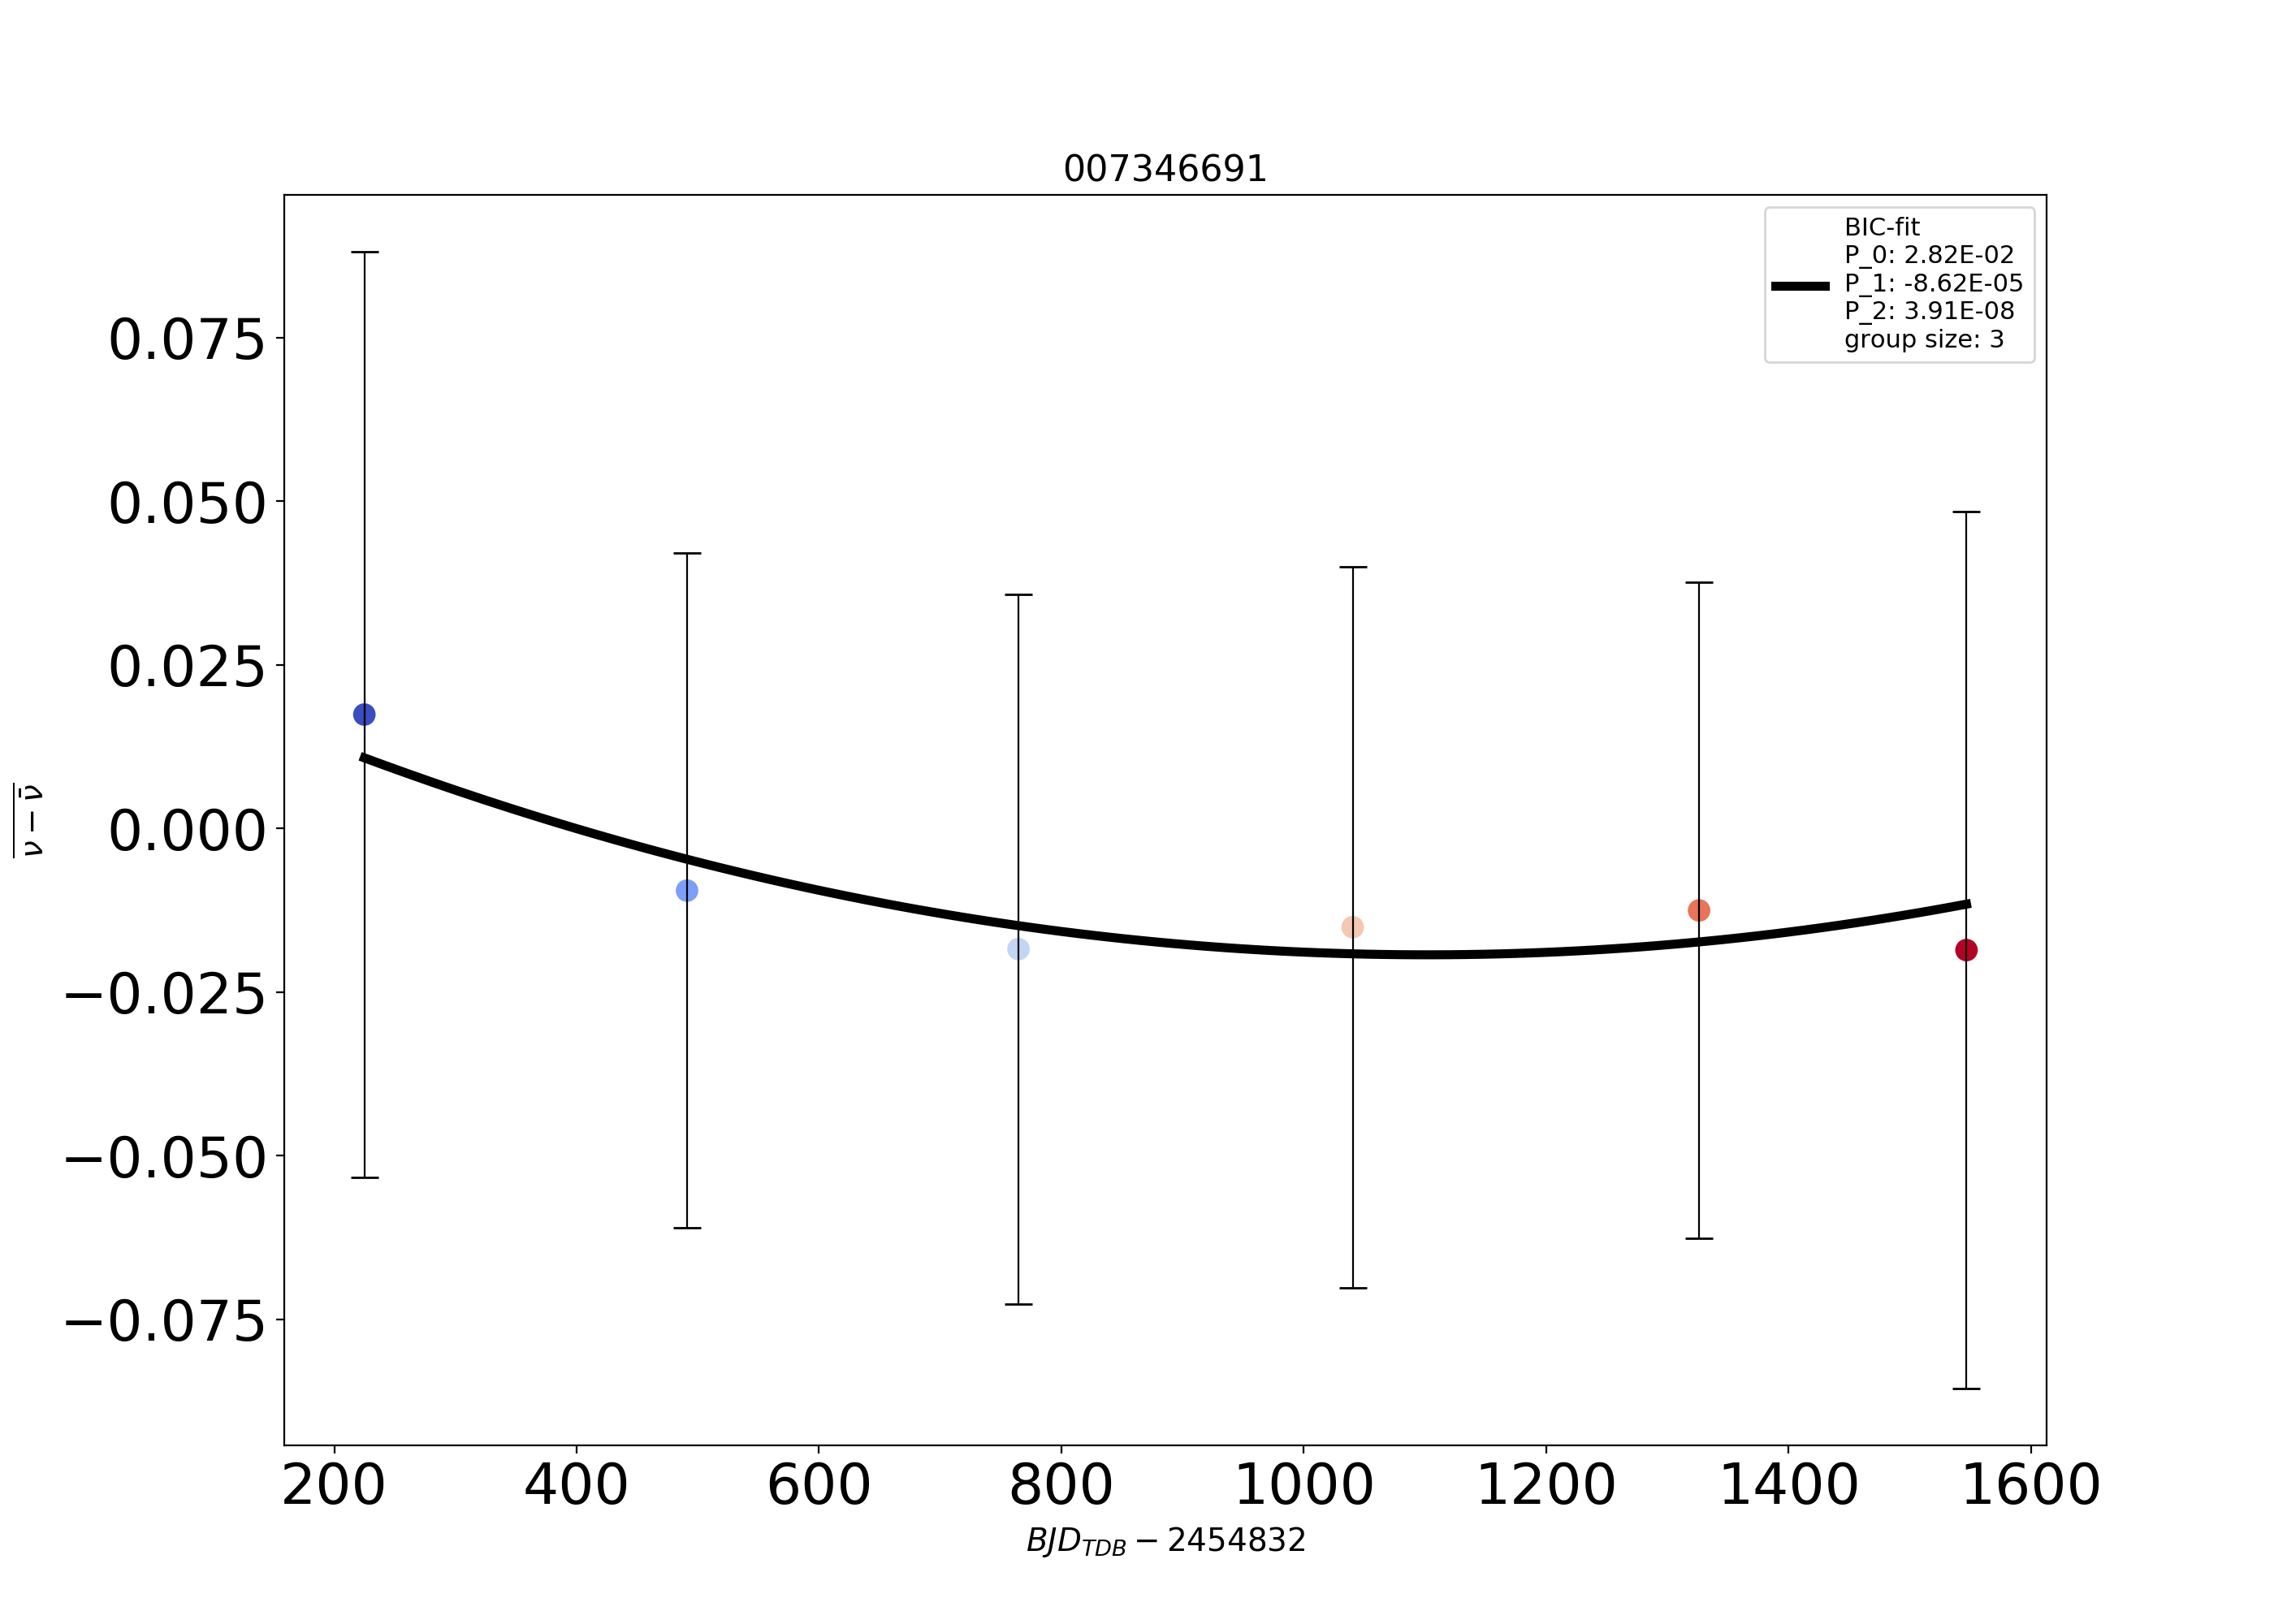 007346691
BIC-fit
P_0: 2.82E-02
P_1: -8.62E-05
P_2: 3.91E-08
group size: 3
0.075
0.050
0.025
0.000
−0.025
−0.050
−0.075
ν − ν̄
200 400 600 800 1000 1200 1400 1600
BJD_TDB − 2454832